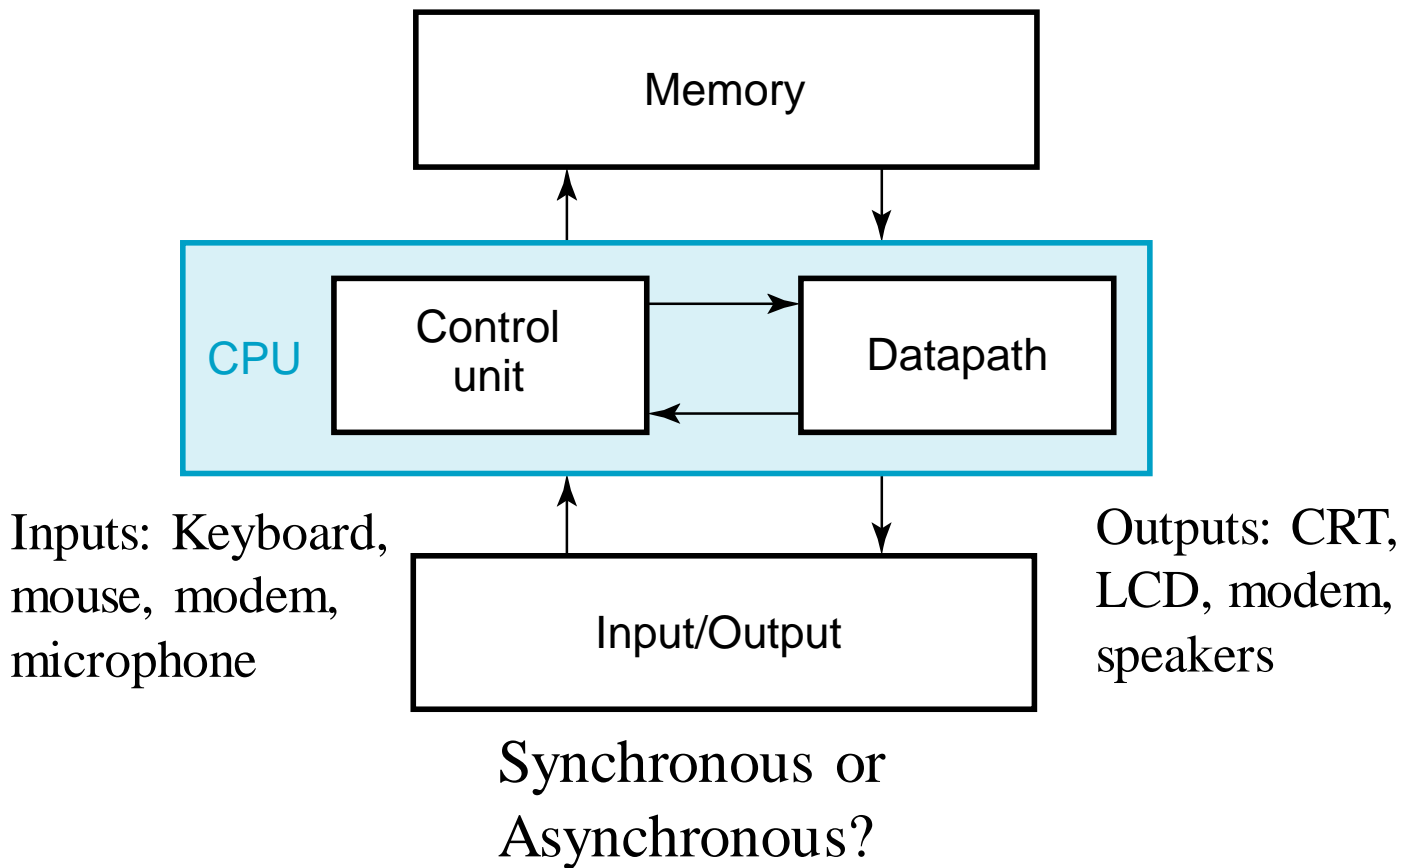 Memory
CPU
Control
unit
Datapath
Inputs: Keyboard,
mouse, modem,
microphone
Input/Output
Outputs: CRT,
LCD, modem,
speakers
Synchronous or
Asynchronous?